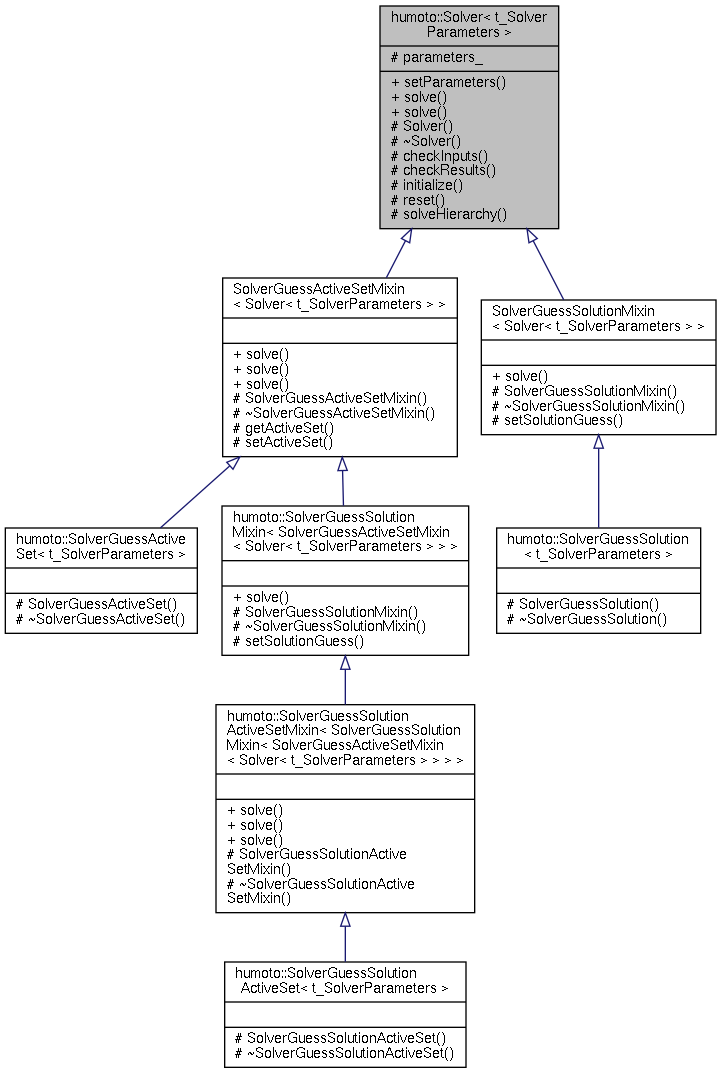 humoto::Solver< t_Solver
Parameters >
# parameters_
+ setParameters()
+ solve()
+ solve()
# Solver()
# ~Solver()
# checkInputs()
# checkResults()
# initialize()
# reset()
# solveHierarchy()
SolverGuessActiveSetMixin
< Solver< t_SolverParameters > >
+ solve()
+ solve()
+ solve()
# SolverGuessActiveSetMixin()
# ~SolverGuessActiveSetMixin()
# getActiveSet()
# setActiveSet()
SolverGuessSolutionMixin
< Solver< t_SolverParameters > >
+ solve()
# SolverGuessSolutionMixin()
# ~SolverGuessSolutionMixin()
# setSolutionGuess()
humoto::SolverGuessActive
Set< t_SolverParameters >
# SolverGuessActiveSet()
# ~SolverGuessActiveSet()
humoto::SolverGuessSolution
Mixin< SolverGuessActiveSetMixin
< Solver< t_SolverParameters > > >
+ solve()
# SolverGuessSolutionMixin()
# ~SolverGuessSolutionMixin()
# setSolutionGuess()
humoto::SolverGuessSolution
< t_SolverParameters >
# SolverGuessSolution()
# ~SolverGuessSolution()
humoto::SolverGuessSolution
ActiveSetMixin< SolverGuessSolution
Mixin< SolverGuessActiveSetMixin
< Solver< t_SolverParameters > > > >
+ solve()
+ solve()
+ solve()
# SolverGuessSolutionActive
SetMixin()
# ~SolverGuessSolutionActive
SetMixin()
humoto::SolverGuessSolution
ActiveSet< t_SolverParameters >
# SolverGuessSolutionActiveSet()
# ~SolverGuessSolutionActiveSet()